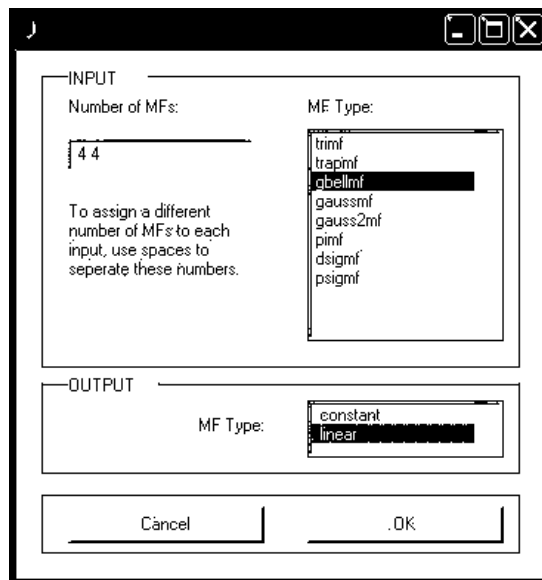 INPUT
Number of MFs:
4 4
To assign a different
number of MFs to each
input, use spaces to
seperate these numbers.
MF Type:
trimf
trapmf
gbellmf
gaussmf
gauss2mf
pimf
dsigmf
psigmf
OUTPUT
MF Type:
constant
linear
Cancel
OK